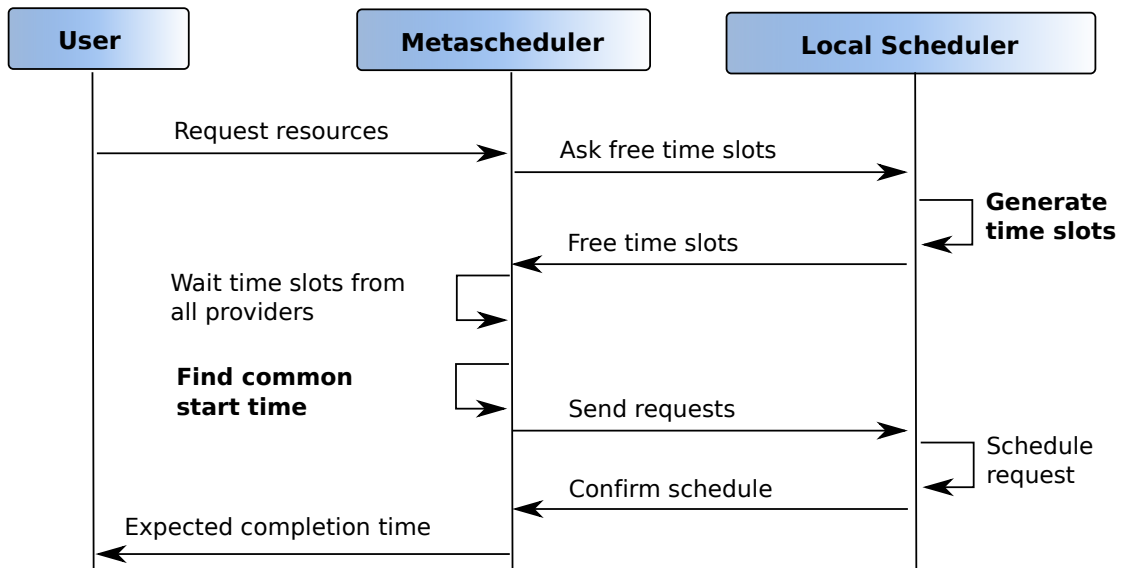 User
Metascheduler
Local Scheduler
Request resources
Ask free time slots
Generate
time slots
Free time slots
Wait time slots from
all providers
Find common
start time
Send requests
Schedule
request
Confirm schedule
Expected completion time